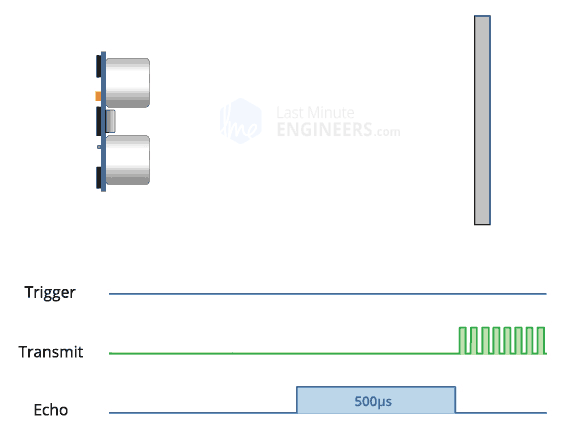 Last Minute
ENGINEERS.com
Trigger
Transmit
Echo
500μs